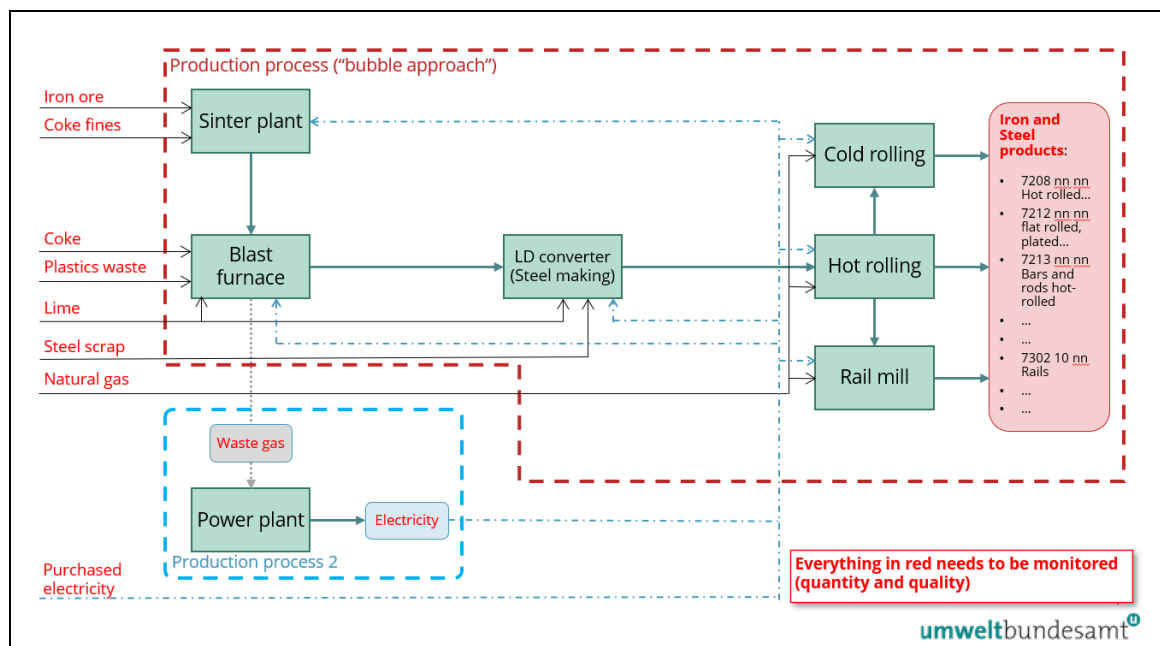 Production process (“bubble approach”)
Iron ore
Coke fines
Sinter plant
Coke
Plastics waste
Blast
furnace
LD converter
(Steel making)
Lime
Steel scrap
Natural gas
Cold rolling
Hot rolling
Rail mill
Iron and
Steel
products:
• 7208 nn nn
Hot rolled...
• 7212 nn nn
flat rolled,
plated...
• 7213 nn nn
Bars and
rods hot-
rolled
• ...
• ...
• 7302 10 nn
Rails
• ...
• ...
Waste gas
Power plant
Electricity
Production process 2
Purchased
electricity
Everything in red needs to be monitored
(quantity and quality)
umweltbundesamt u